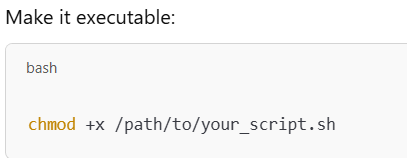 Make it executable:
bash
chmod +x /path/to/your_script.sh